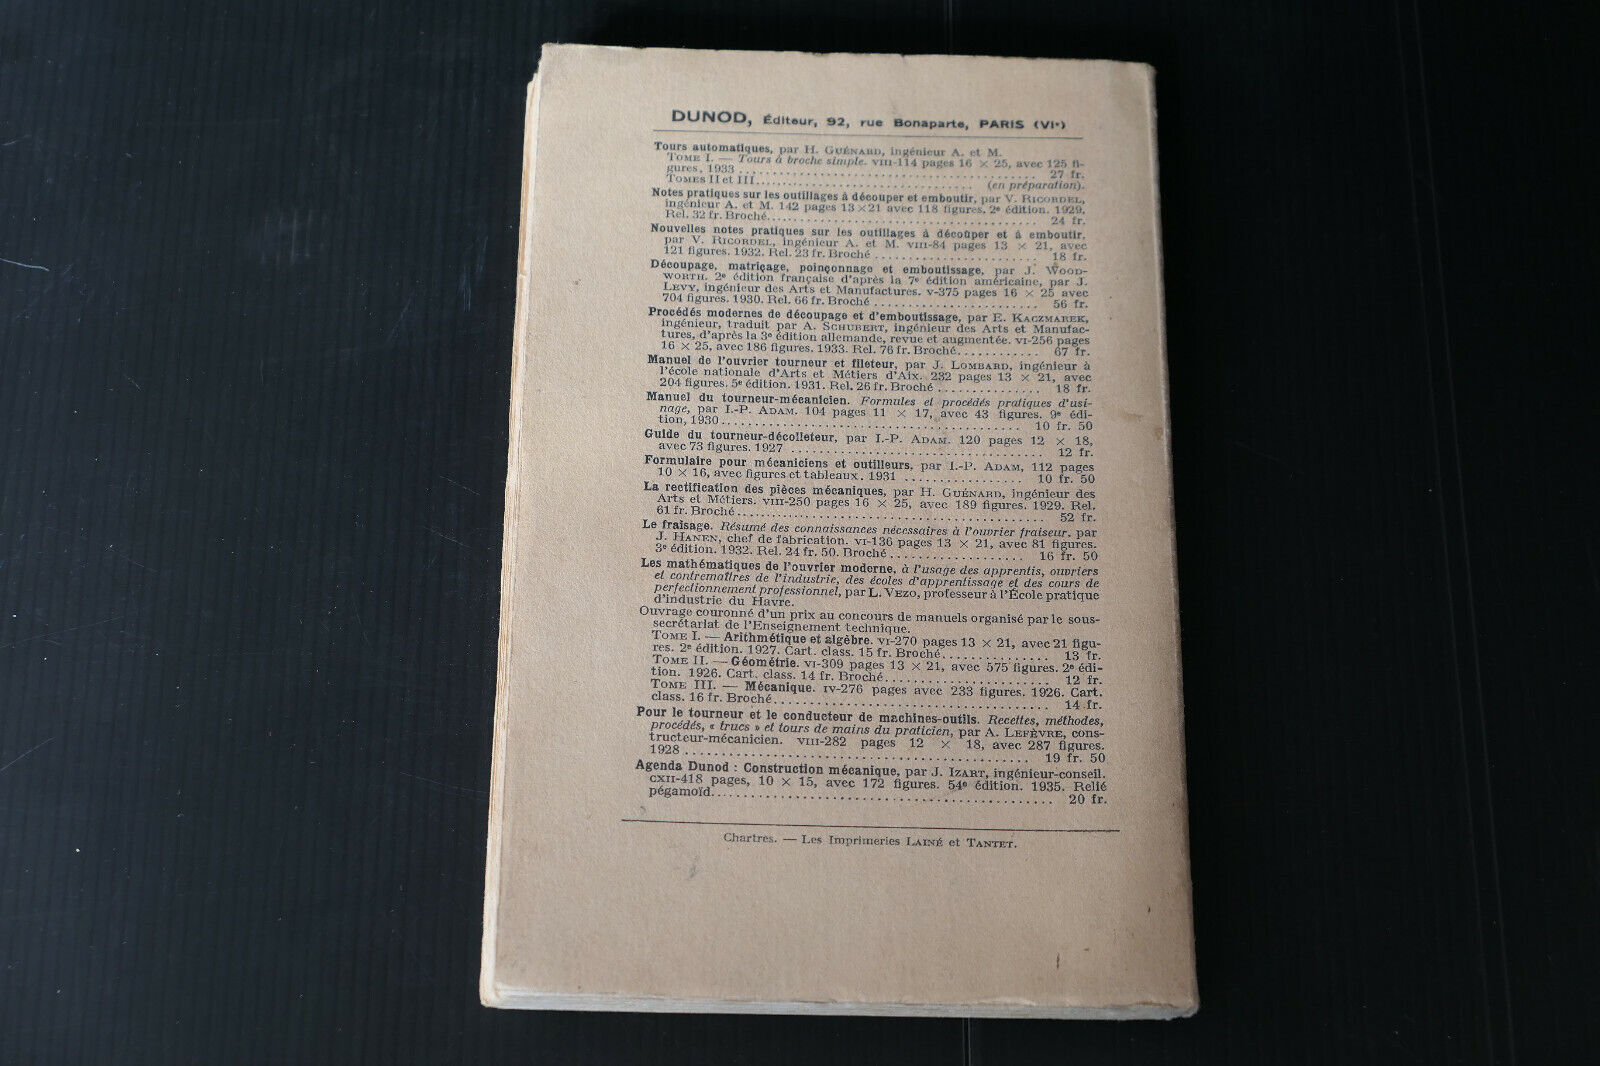 DUNOD, Éditeur, 92, rue Bonaparte, PARIS (VIe)
Tours automatiques, par H. GUÉNARD, ingénieur A. et M.
TOME I. — Tours à broche simple. VIII-114 pages 16 × 25, avec 125 fi-
gures, 1933 ........ 27 fr.
TOMES II et III........ (en préparation).
Notes pratiques sur les outillages à découper et emboutir, par V. RICORDEL,
ingénieur A. et M. 142 pages 13×21 avec 118 figures. 2e édition. 1929.
Rel. 32 fr. Broché........ 24 fr.
Nouvelles notes pratiques sur les outillages à découper et à emboutir,
par V. RICORDEL, ingénieur A. et M. VIII-84 pages 13 × 21, avec
121 figures. 1932. Rel. 23 fr. Broché ........ 18 fr.
Découpage, matriçage, poinçonnage et emboutissage, par J. WOOD-
WORTH. 2e édition française d'après la 7e édition américaine, par J.
LEVY, ingénieur des Arts et Manufactures. V-375 pages 16 × 25 avec
704 figures. 1930. Rel. 66 fr. Broché ........ 56 fr.
Procédés modernes de découpage et d'emboutissage, par E. KACZMAREK,
ingénieur, traduit par A. SCHUBERT, ingénieur des Arts et Manufac-
tures, d'après la 3e édition allemande, revue et augmentée. VI-256 pages
16 × 25, avec 186 figures. 1933. Rel. 76 fr. Broché........ 67 fr.
Manuel de l'ouvrier tourneur et fileteur, par J. LOMBARD, ingénieur à
l'école nationale d'Arts et Métiers d'Aix. 232 pages 13 × 21, avec
204 figures. 5e édition. 1931. Rel. 26 fr. Broché ........ 18 fr.
Manuel du tourneur-mécanicien. Formules et procédés pratiques d'usi-
nage, par I.-P. ADAM. 104 pages 11 × 17, avec 43 figures. 9e édi-
tion, 1930........ 10 fr. 50
Guide du tourneur-décolleteur, par I.-P. ADAM. 120 pages 12 × 18,
avec 73 figures. 1927 ........ 12 fr.
Formulaire pour mécaniciens et outilleurs, par I.-P. ADAM, 112 pages
10 × 16, avec figures et tableaux. 1931 ........ 10 fr. 50
La rectification des pièces mécaniques, par H. GUÉNARD, ingénieur des
Arts et Métiers. VIII-250 pages 16 × 25, avec 189 figures. 1929. Rel.
61 fr. Broché........ 52 fr.
Le fraisage. Résumé des connaissances nécessaires à l'ouvrier fraiseur, par
J. HANEN, chef de fabrication. VI-136 pages 13 × 21, avec 81 figures.
3e édition. 1932. Rel. 24 fr. 50. Broché ........ 16 fr. 50
Les mathématiques de l'ouvrier moderne, à l'usage des apprentis, ouvriers
et contremaîtres de l'industrie, des écoles d'apprentissage et des cours de
perfectionnement professionnel, par L. VEZO, professeur à l'École pratique
d'industrie du Havre.
Ouvrage couronné d'un prix au concours de manuels organisé par le sous-
secrétariat de l'Enseignement technique.
TOME I. — Arithmétique et algèbre. VI-270 pages 13 × 21, avec 21 figu-
res. 2e édition. 1927. Cart. class. 15 fr. Broché........ 13 fr.
TOME II. — Géométrie. VI-309 pages 13 × 21, avec 575 figures. 2e édi-
tion. 1926. Cart. class. 14 fr. Broché........ 12 fr.
TOME III. — Mécanique. IV-276 pages avec 233 figures. 1926. Cart.
class. 16 fr. Broché........ 14 fr.
Pour le tourneur et le conducteur de machines-outils. Recettes, méthodes,
procédés, « trucs » et tours de mains du praticien, par A. LEFÈVRE, cons-
tructeur-mécanicien. VIII-282 pages 12 × 18, avec 287 figures.
1928 ........ 19 fr. 50
Agenda Dunod : Construction mécanique, par J. IZART, ingénieur-conseil.
CXII-418 pages, 10 × 15, avec 172 figures. 54e édition. 1935. Relié
pégamoïd........ 20 fr.
Chartres. — Les Imprimeries LAINÉ et TANTET.